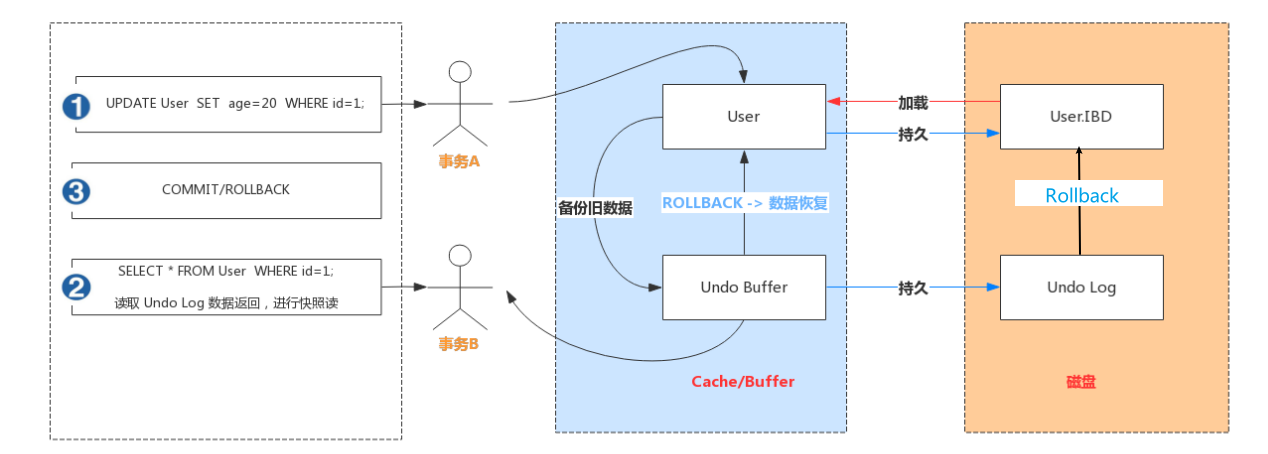 1
UPDATE User SET age=20 WHERE id=1;
事务A
3
COMMIT/ROLLBACK
2
SELECT * FROM User WHERE id=1;
读取 Undo Log 数据返回，进行快照读
事务B
User
备份旧数据
ROLLBACK -> 数据恢复
Undo Buffer
Cache/Buffer
加载
持久
持久
User.IBD
Rollback
Undo Log
磁盘